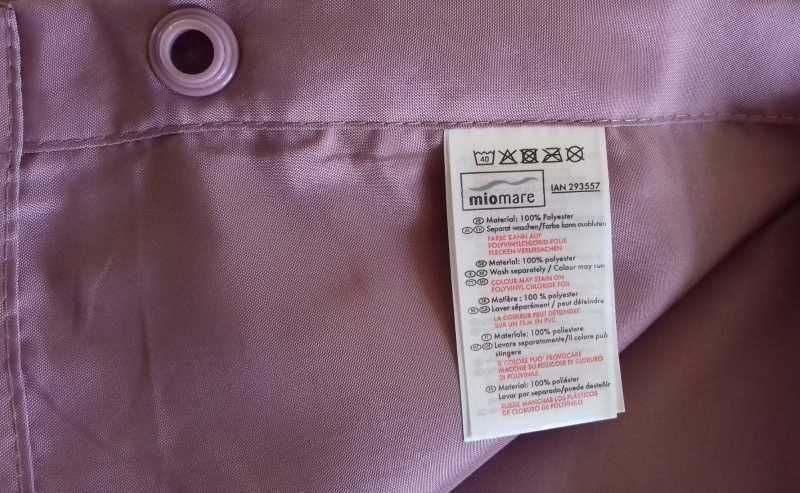 40
miomare
IAN 293557
Material: 100% Polyester
Separat waschen/Farbe kann ausbluten
FARBE KANN AUF
POLYVINYLCHLORID-FOLIE
FLECKEN VERURSACHEN
Material: 100% polyester
Wash separately / Colour may run
COLOUR MAY STAIN ON
POLYVINYL CHLORIDE FOIL
Matière : 100 % polyester
Laver séparément / peut déteindre
LA COULEUR PEUT DÉTEINDRE
SUR UN FILM EN PVC
Materiale: 100% poliestere
Lavare separatamente/Il colore può
stingere
IL COLORE PUO' PROVOCARE
MACCHIE SU PELLICOLE DI CLORURO
DI POLIVINILE
Material: 100% poliéster
Lavar por separado/puede desteñir
PUEDE MANCHAR LOS PLÁSTICOS
DE CLORURO DE POLIVINILO